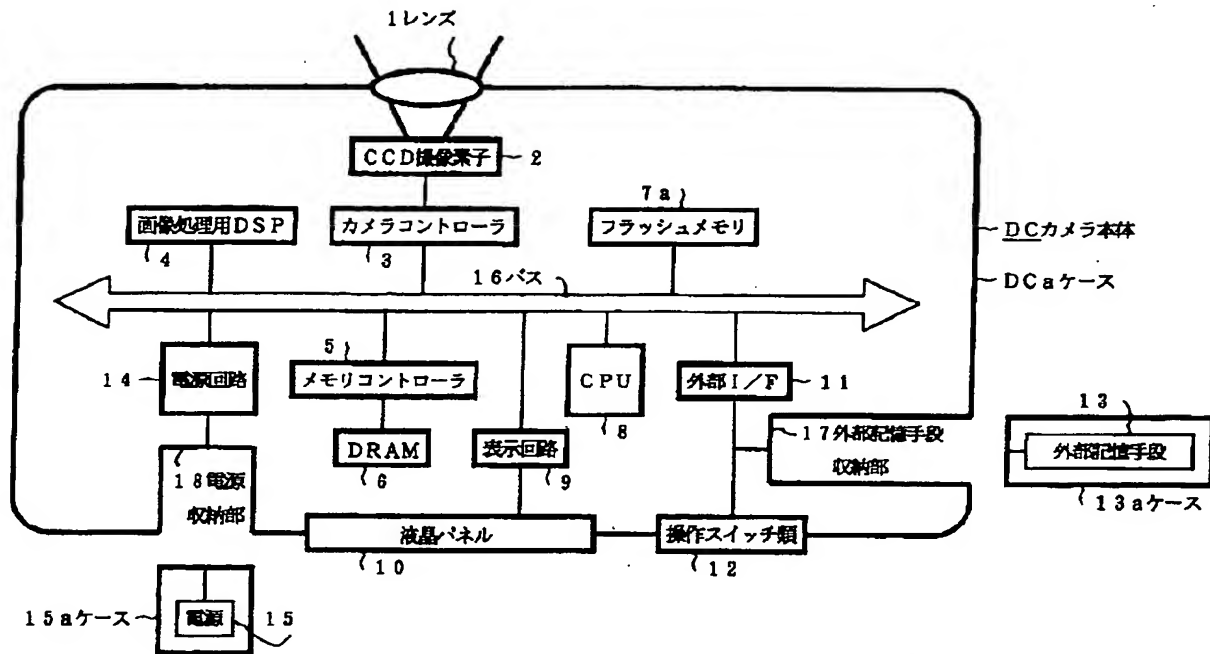 1レンズ
CCD撮像素子
2
画像処理用DSP
4
カメラコントローラ
3
7a
フラッシュメモリ
DCカメラ本体
DCaケース
16バス
14
電源回路
5
メモリコントローラ
DRAM
6
表示回路
9
CPU
8
外部I/F
11
17外部記憶手段
収納部
13
外部記憶手段
13aケース
18電源
収納部
液晶パネル
10
操作スイッチ類
12
15aケース
電源
15